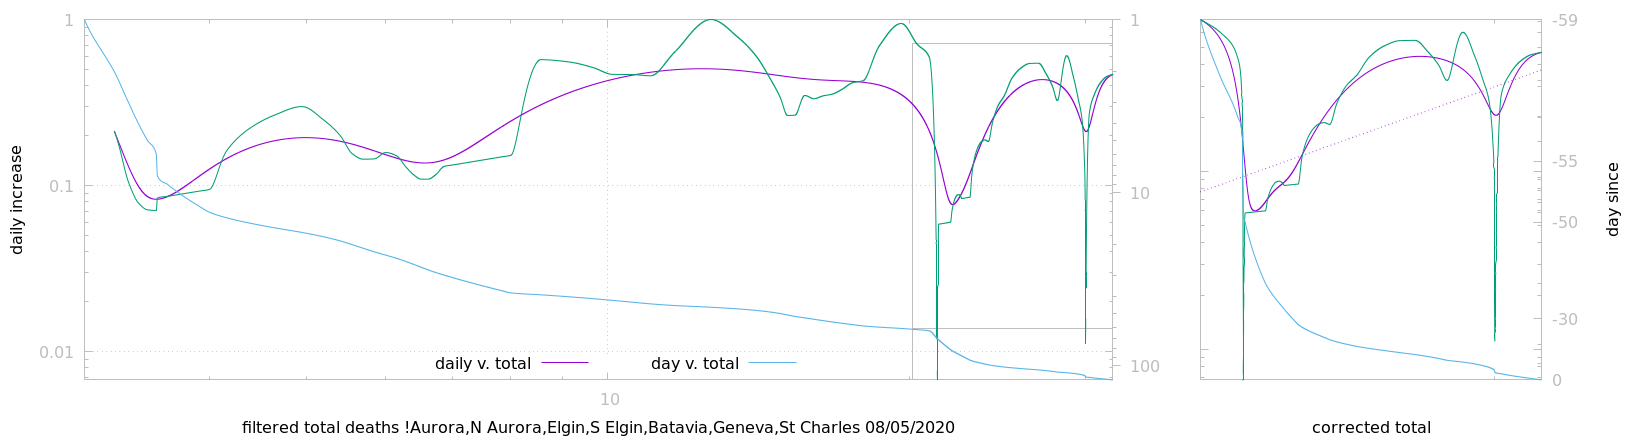 1
0.1
0.01
daily increase
10
1
10
100
daily v. total
day v. total
filtered total deaths !Aurora,N Aurora,Elgin,S Elgin,Batavia,Geneva,St Charles 08/05/2020
-59
-55
-50
-30
0
day since
corrected total